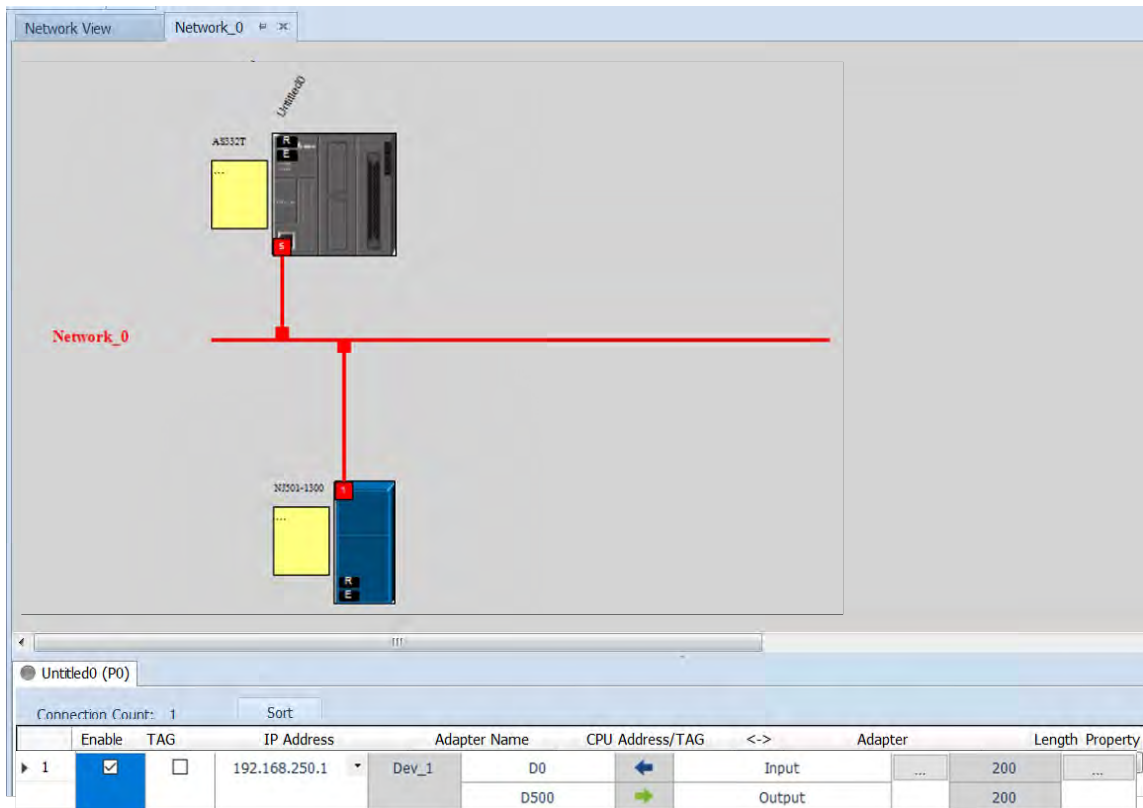 Network View
Network_0
Untitled0
AS332T
...
R
E
5
Network_0
NJ501-1300
1
...
R
E
Untitled0 (P0)
Connection Count: 1 Sort
Enable TAG IP Address Adapter Name CPU Address/TAG <-> Adapter Length Property
1 192.168.250.1 Dev_1 D0 Input ... 200 ...
D500 Output 200